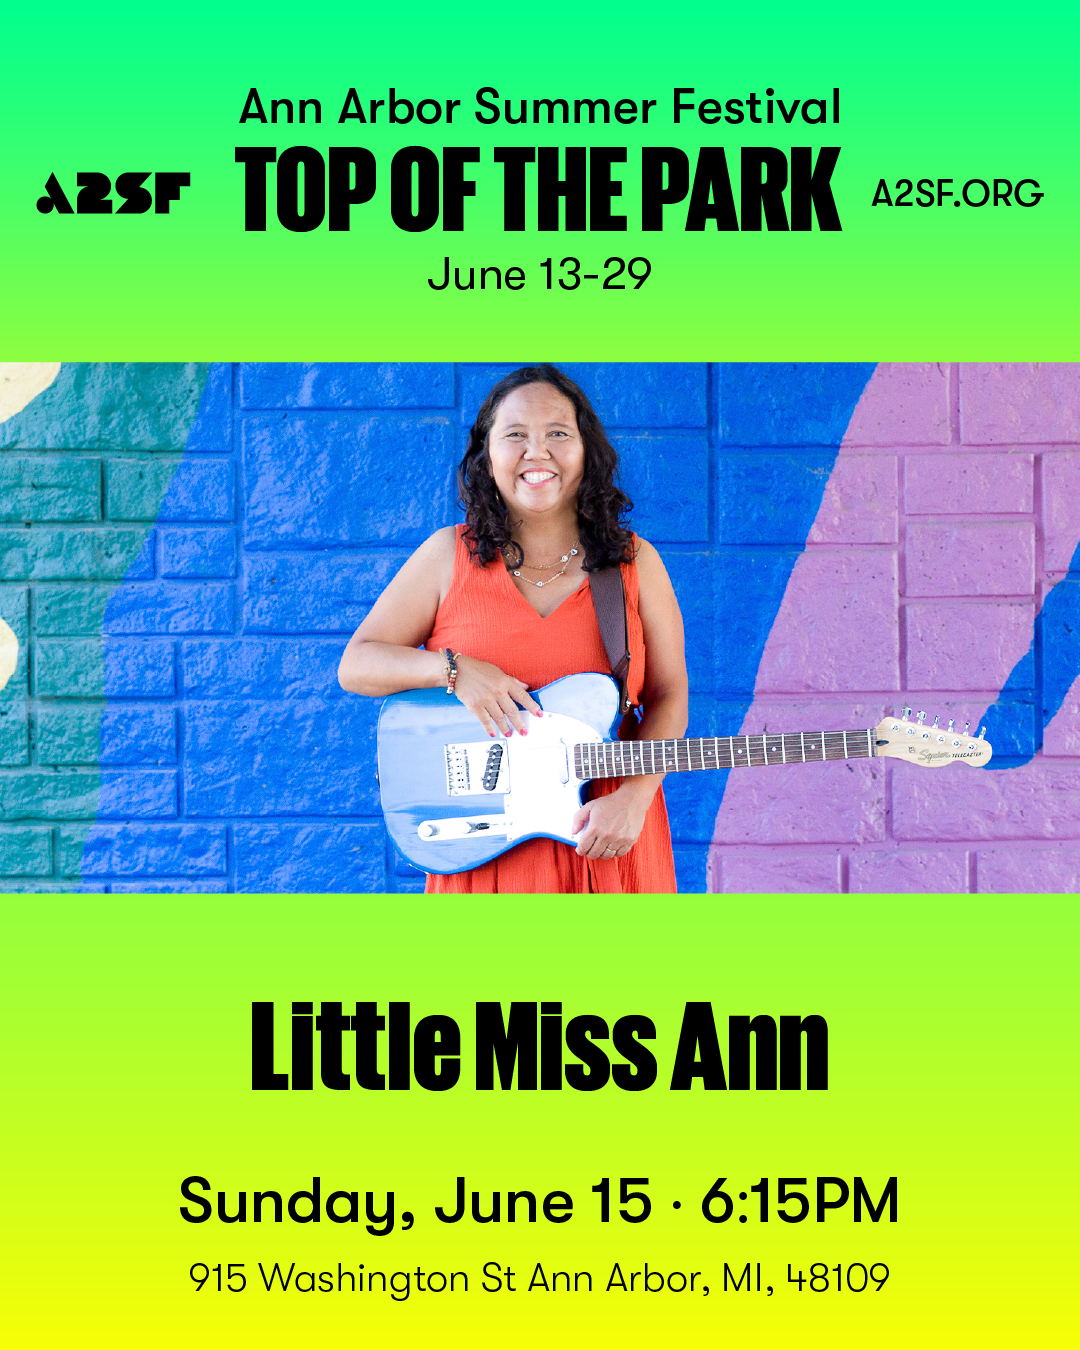 Ann Arbor Summer Festival
A2SF
TOP OF THE PARK
A2SF.ORG
June 13-29
Squier TELECASTER
Little Miss Ann
Sunday, June 15 · 6:15PM
915 Washington St Ann Arbor, MI, 48109